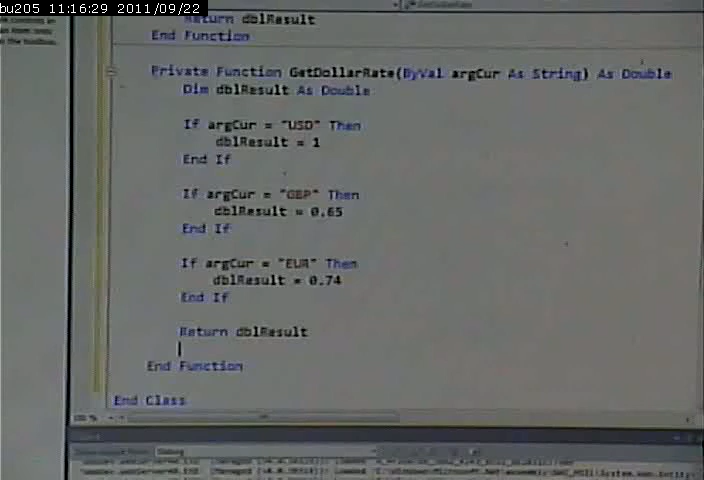 bu205 11:16:29 2011/09/22
Return dblResult
End Function
Private Function GetDollarRate(ByVal argCur As String) As Double
Dim dblResult As Double
If argCur = "USD" Then
dblResult = 1
End If
If argCur = "GBP" Then
dblResult = 0.65
End If
If argCur = "EUR" Then
dblResult = 0.74
End If
Return dblResult
End Function
End Class
100 %
Debug